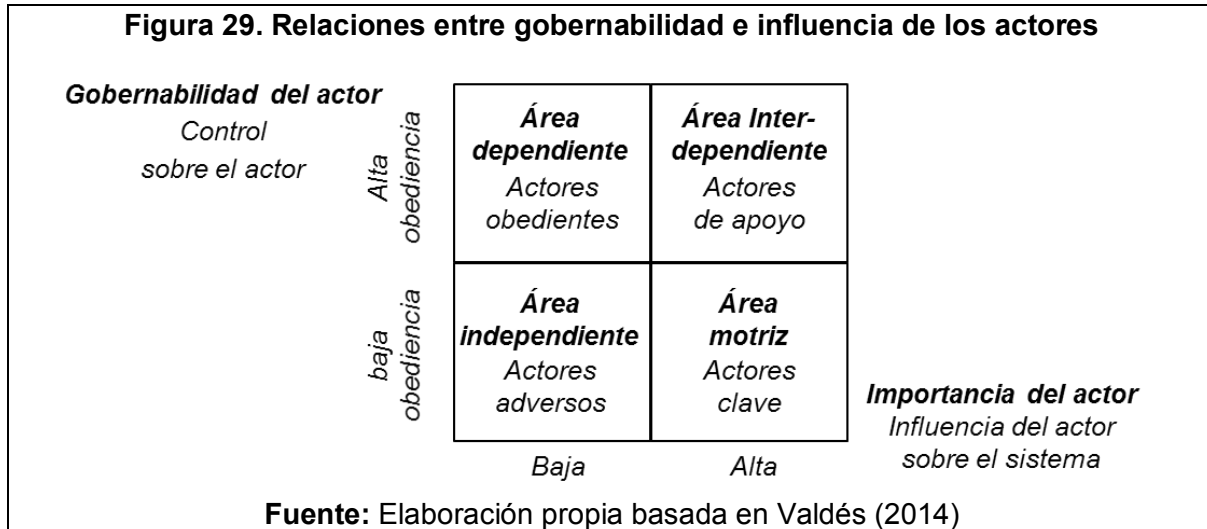 Figura 29. Relaciones entre gobernabilidad e influencia de los actores
Gobernabilidad del actor
Control
sobre el actor
Alta
obediencia
Área
dependiente
Actores
obedientes
Área Inter-
dependiente
Actores
de apoyo
baja
obediencia
Área
independiente
Actores
adversos
Área
motriz
Actores
clave
Baja
Alta
Importancia del actor
Influencia del actor
sobre el sistema
Fuente: Elaboración propia basada en Valdés (2014)